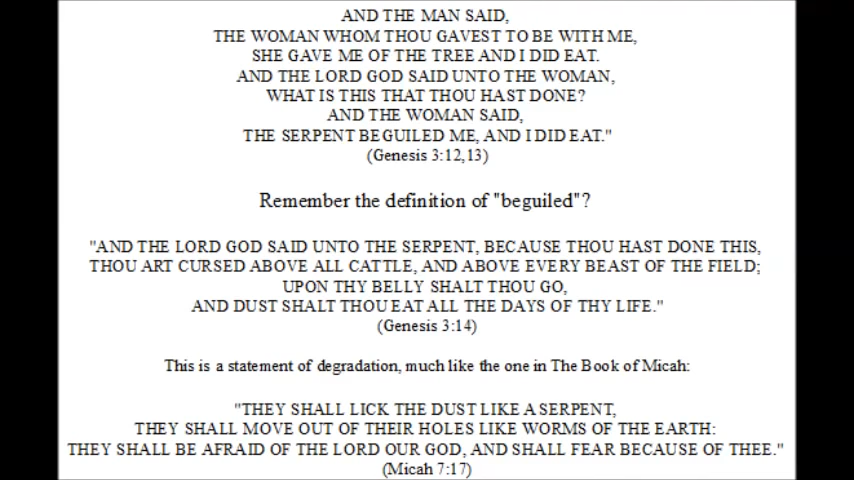 AND THE MAN SAID,
THE WOMAN WHOM THOU GAVEST TO BE WITH ME,
SHE GAVE ME OF THE TREE AND I DID EAT.
AND THE LORD GOD SAID UNTO THE WOMAN,
WHAT IS THIS THAT THOU HAST DONE?
AND THE WOMAN SAID,
THE SERPENT BEGUILED ME, AND I DID EAT."
(Genesis 3:12,13)
Remember the definition of "beguiled"?
"AND THE LORD GOD SAID UNTO THE SERPENT, BECAUSE THOU HAST DONE THIS,
THOU ART CURSED ABOVE ALL CATTLE, AND ABOVE EVERY BEAST OF THE FIELD;
UPON THY BELLY SHALT THOU GO,
AND DUST SHALT THOU EAT ALL THE DAYS OF THY LIFE."
(Genesis 3:14)
This is a statement of degradation, much like the one in The Book of Micah:
"THEY SHALL LICK THE DUST LIKE A SERPENT,
THEY SHALL MOVE OUT OF THEIR HOLES LIKE WORMS OF THE EARTH:
THEY SHALL BE AFRAID OF THE LORD OUR GOD, AND SHALL FEAR BECAUSE OF THEE."
(Micah 7:17)